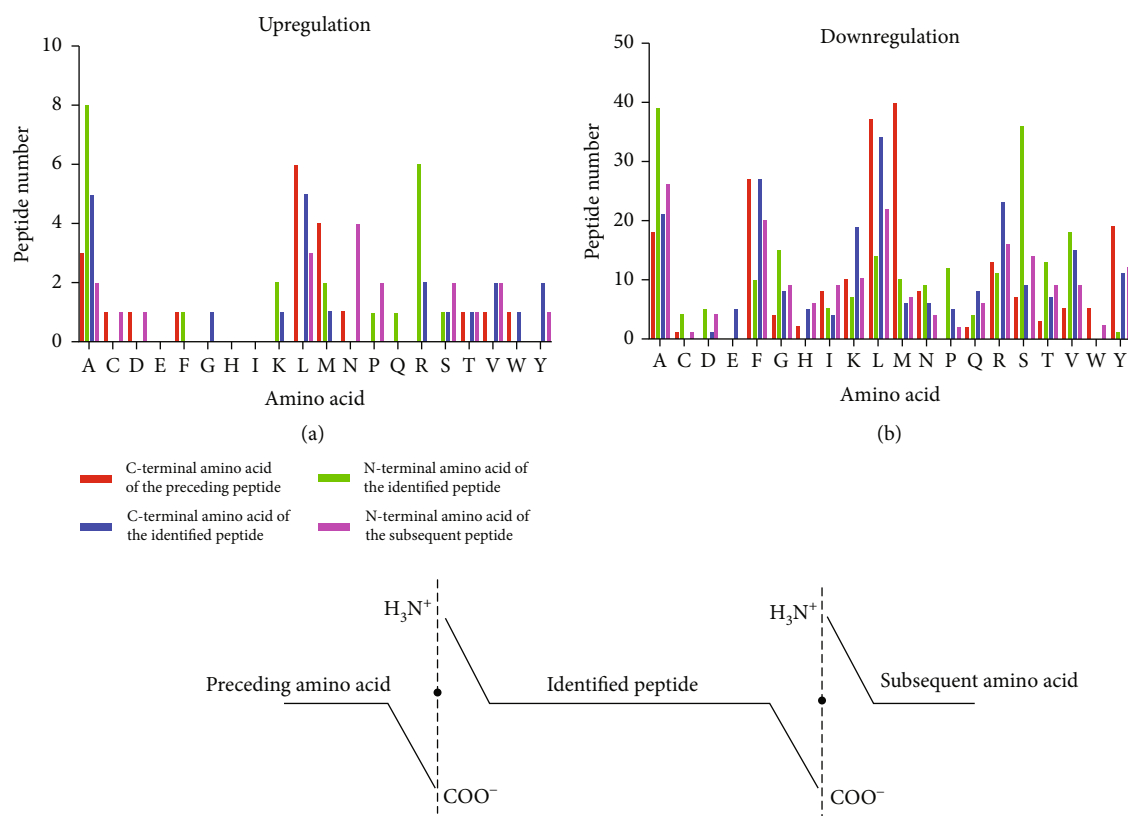 Upregulation
10
8
6
4
2
0
Peptide number
A C D E F G H I K L M N P Q R S T V W Y
Amino acid
(a)
Downregulation
50
40
30
20
10
0
Peptide number
A C D E F G H I K L M N P Q R S T V W Y
Amino acid
(b)
C-terminal amino acid
of the preceding peptide
N-terminal amino acid of
the identified peptide
C-terminal amino acid of
the identified peptide
N-terminal amino acid of
the subsequent peptide
H₃N⁺
H₃N⁺
Preceding amino acid
Identified peptide
Subsequent amino acid
COO⁻
COO⁻